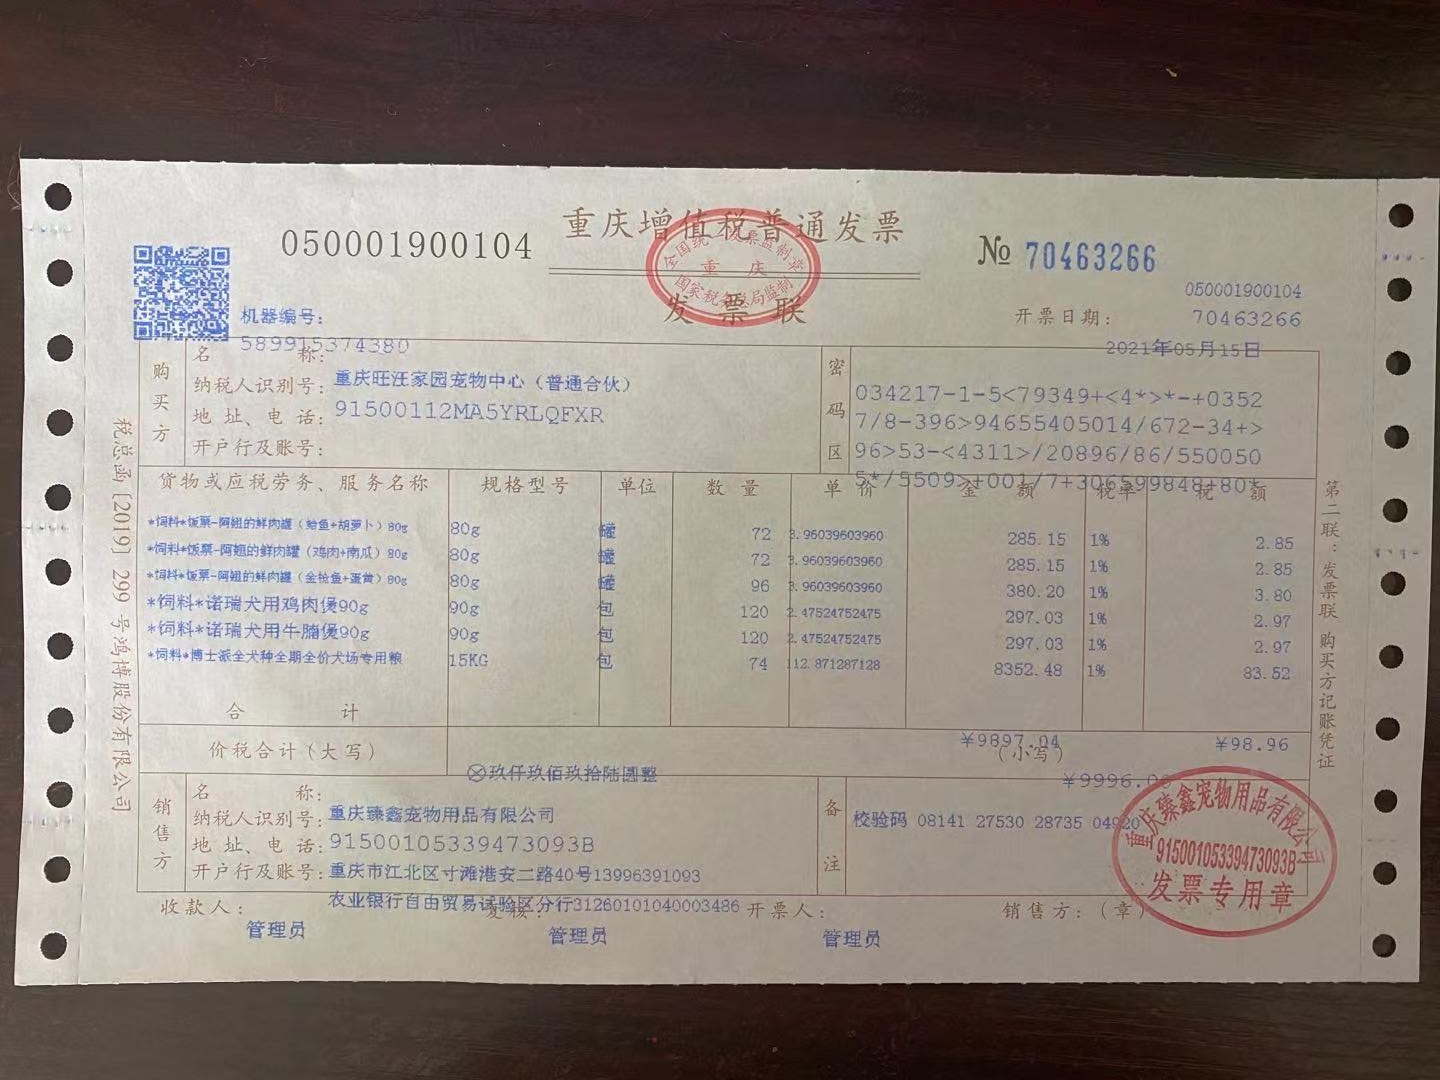 重庆增值税普通发票
050001900104
№ 70463266
全国统一发票监制章
重庆
国家税务总局监制
发票联
050001900104
机器编号:
589915374380
开票日期:
70463266
2021年05月15日
购买方
名称:
纳税人识别号:
重庆旺汪家园宠物中心（普通合伙）
地址、电话:
91500112MA5YRLQFXR
开户行及账号:
密码区
034217-1-5<79349+<4*>*-+0352
7/8-396>94655405014/672-34+>
96>53-<4311>/20896/86/550050
货物或应税劳务、服务名称 规格型号 单位 数量 单价 金额 税率 税额
*饲料*饭票-阿翘的鲜肉罐（鲐鱼+胡萝卜）80g 80g 罐 72 3.96039603960 285.15 1% 2.85
*饲料*饭票-阿翘的鲜肉罐（鸡肉+南瓜）80g 80g 罐 72 3.96039603960 285.15 1% 2.85
*饲料*饭票-阿翘的鲜肉罐（金枪鱼+蛋黄）80g 80g 罐 96 3.96039603960 380.20 1% 3.80
*饲料*诺瑞犬用鸡肉煲90g 90g 包 120 2.47524752475 297.03 1% 2.97
*饲料*诺瑞犬用牛腩煲90g 90g 包 120 2.47524752475 297.03 1% 2.97
*饲料*博士派全犬种全期全价犬场专用粮 15KG 包 74 112.871287128 8352.48 1% 83.52
合计
¥9897.04 ¥98.96
价税合计(大写)
ⓧ玖仟玖佰玖拾陆圆整
(小写)
销售方
名称:
纳税人识别号:
重庆臻鑫宠物用品有限公司
地址、电话:
91500105339473093B
开户行及账号:
重庆市江北区寸滩港安二路40号13996391093
农业银行自由贸易试验区分行31260101040003486
备注
校验码 08141 27530 28735 04920
收款人:
管理员
复核:
管理员
开票人:
管理员
销售方:(章)
重庆臻鑫宠物用品有限公司
91500105339473093B
发票专用章
税总函[2019]299号鸿博股份有限公司
第二联:发票联 购买方记账凭证